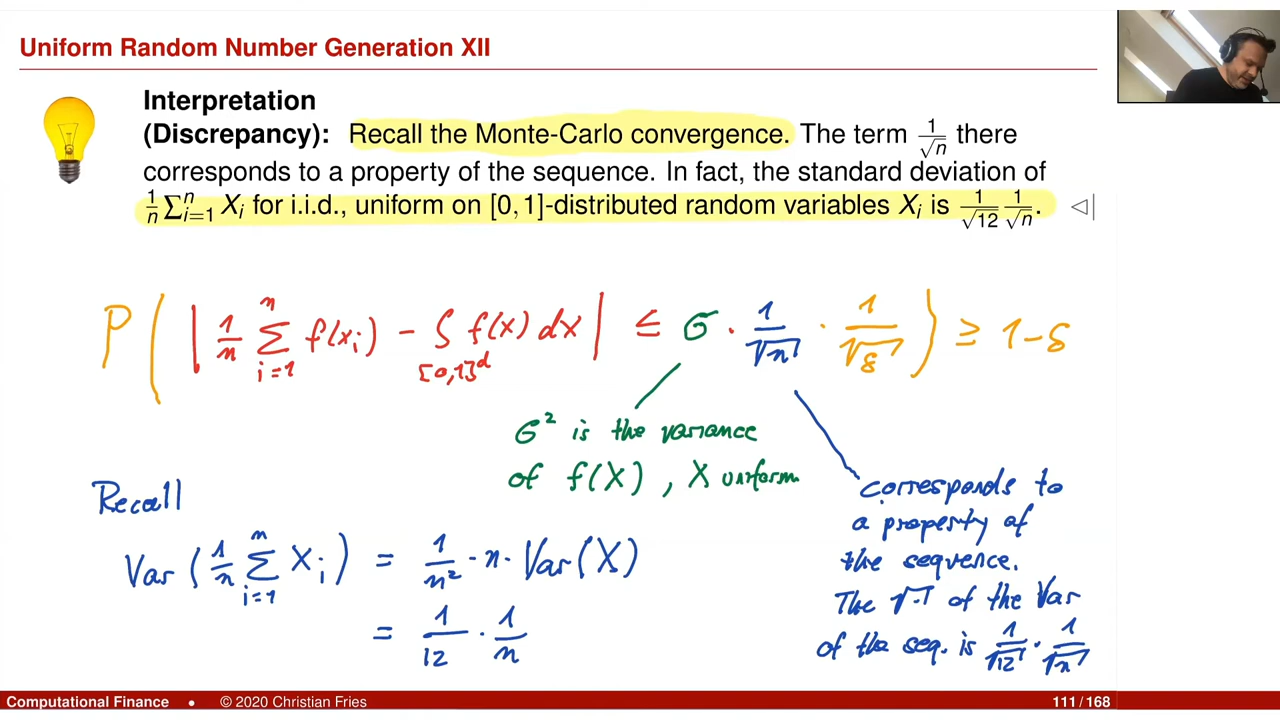 Uniform Random Number Generation XII
Interpretation
(Discrepancy): Recall the Monte-Carlo convergence. The term 1/√n there
corresponds to a property of the sequence. In fact, the standard deviation of
1/n ∑_{i=1}^n X_i for i.i.d., uniform on [0, 1]-distributed random variables X_i is 1/√12 1/√n. ◁|
P( | 1/n ∑_{i=1}^n f(x_i) − ∫_{[0,1]^d} f(x) dx | ≤ σ · 1/√n · 1/√δ ) ≥ 1−δ
σ² is the variance
of f(X), X uniform
Recall
Var( 1/n ∑_{i=1}^n X_i ) = 1/n² · n · Var(X)
= 1/12 · 1/n
corresponds to
a property of
the sequence.
The √· of the Var
of the seq. is 1/√12 · 1/√n
Computational Finance • © 2020 Christian Fries 111 / 168